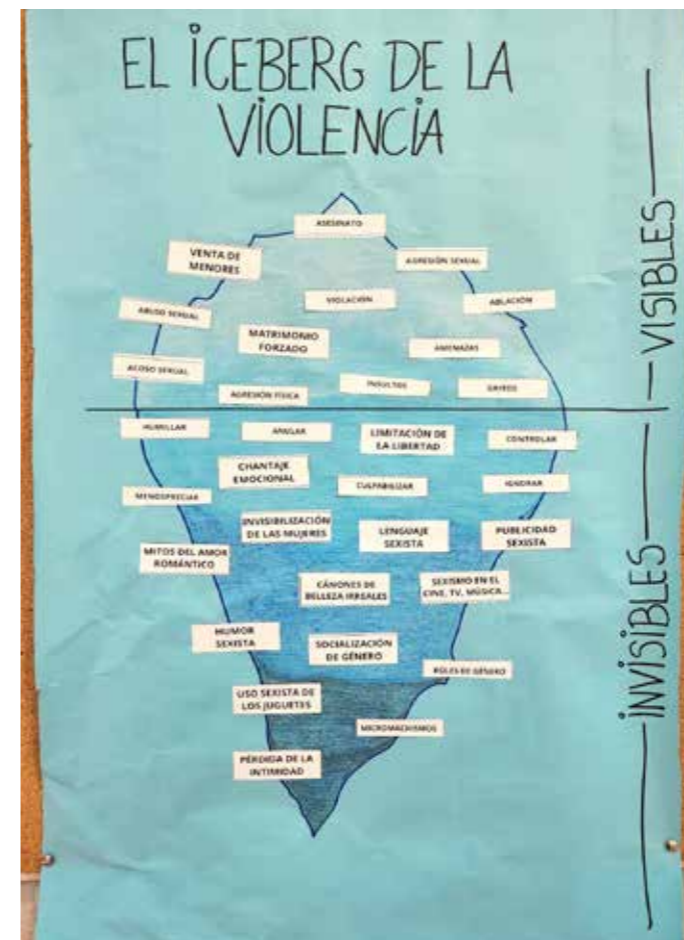 EL ICEBERG DE LA
VIOLENCIA
ASESINATO
VENTA DE
MENORES
AGRESIÓN SEXUAL
VIOLACIÓN
ABLACIÓN
ABUSO SEXUAL
MATRIMONIO
FORZADO
AMENAZAS
ACOSO SEXUAL
INSULTOS
GRITOS
AGRESIÓN FÍSICA
VISIBLES
HUMILLAR
ANULAR
LIMITACIÓN DE
LA LIBERTAD
CONTROLAR
CHANTAJE
EMOCIONAL
CULPABILIZAR
IGNORAR
MENOSPRECIAR
INVISIBILIZACIÓN
DE LAS MUJERES
LENGUAJE
SEXISTA
PUBLICIDAD
SEXISTA
MITOS DEL AMOR
ROMÁNTICO
CÁNONES DE
BELLEZA IRREALES
SEXISMO EN EL
CINE, TV, MÚSICA...
HUMOR
SEXISTA
SOCIALIZACIÓN
DE GÉNERO
ROLES DE GÉNERO
USO SEXISTA DE
LOS JUGUETES
MICROMACHISMOS
PÉRDIDA DE LA
INTIMIDAD
INVISIBLES